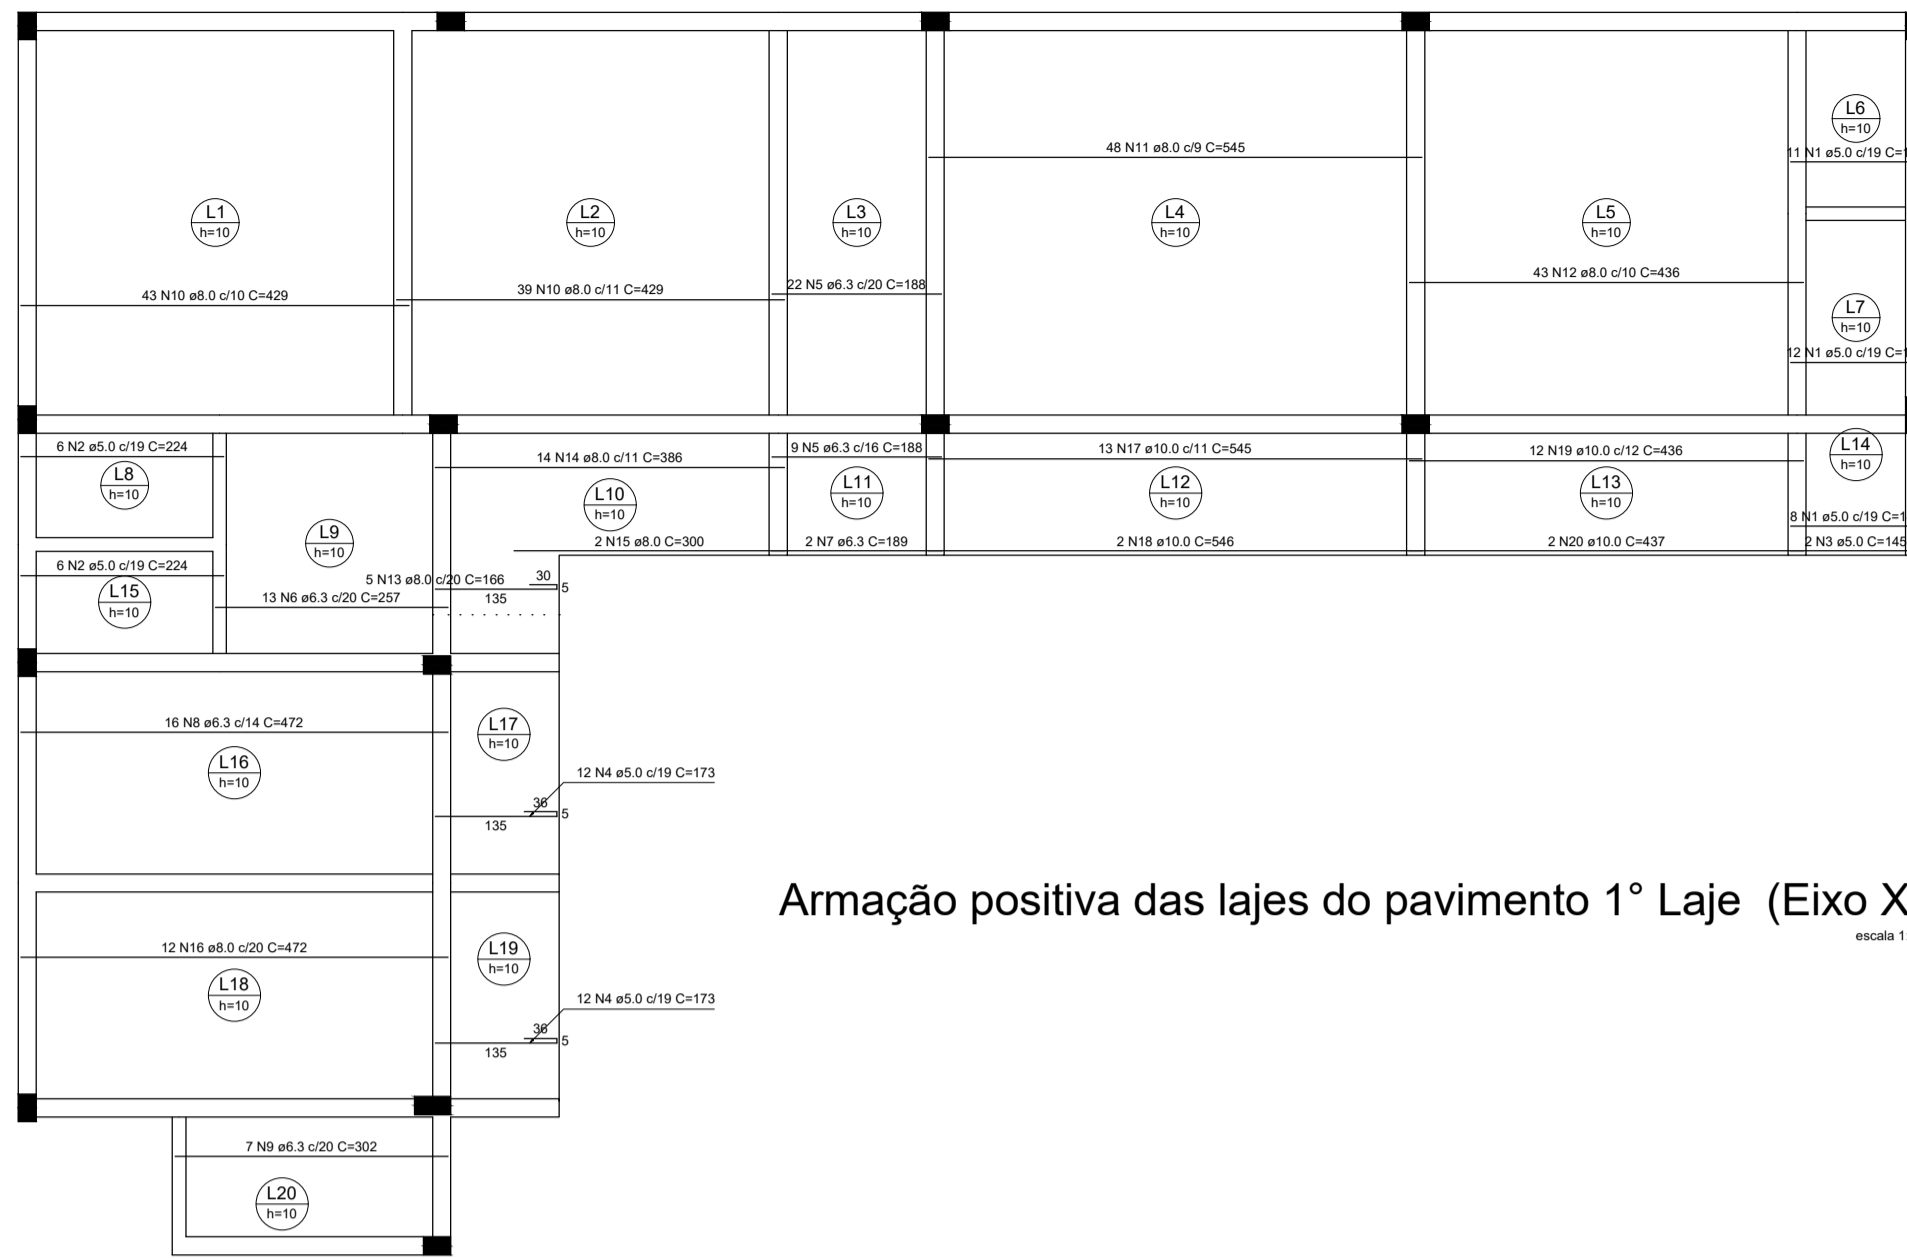 L6
h=10
48 N11 ø8.0 c/9 C=545
11 N1 ø5.0 c/19
L1
h=10
L2
h=10
L3
h=10
L4
h=10
L5
h=10
43 N12 ø8.0 c/10 C=436
22 N5 ø6.3 c/20 C=188
39 N10 ø8.0 c/11 C=429
43 N10 ø8.0 c/10 C=429
L7
h=10
12 N1 ø5.0 c/19
6 N2 ø5.0 c/19 C=224
14 N14 ø8.0 c/11 C=386
9 N5 ø6.3 c/16 C=188
13 N17 ø10.0 c/11 C=545
12 N19 ø10.0 c/12 C=436
L14
h=10
L8
h=10
L10
h=10
L11
h=10
L12
h=10
L13
h=10
8 N1 ø5.0 c/19
L9
h=10
2 N15 ø8.0 C=300
2 N7 ø6.3 C=189
2 N18 ø10.0 C=546
2 N20 ø10.0 C=437
2 N3 ø5.0 C=145
6 N2 ø5.0 c/19 C=224
5 N13 ø8.0 c/20 C=166
30
5
135
L15
h=10
13 N6 ø6.3 c/20 C=257
16 N8 ø6.3 c/14 C=472
L17
h=10
L16
h=10
12 N4 ø5.0 c/19 C=173
36
5
135
Armação positiva das lajes do pavimento 1° Laje (Eixo X
escala
12 N16 ø8.0 c/20 C=472
L19
h=10
L18
h=10
12 N4 ø5.0 c/19 C=173
36
5
135
7 N9 ø6.3 c/20 C=302
L20
h=10